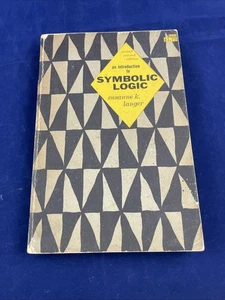 an introduction
to
SYMBOLIC
LOGIC
susanne k.
langer